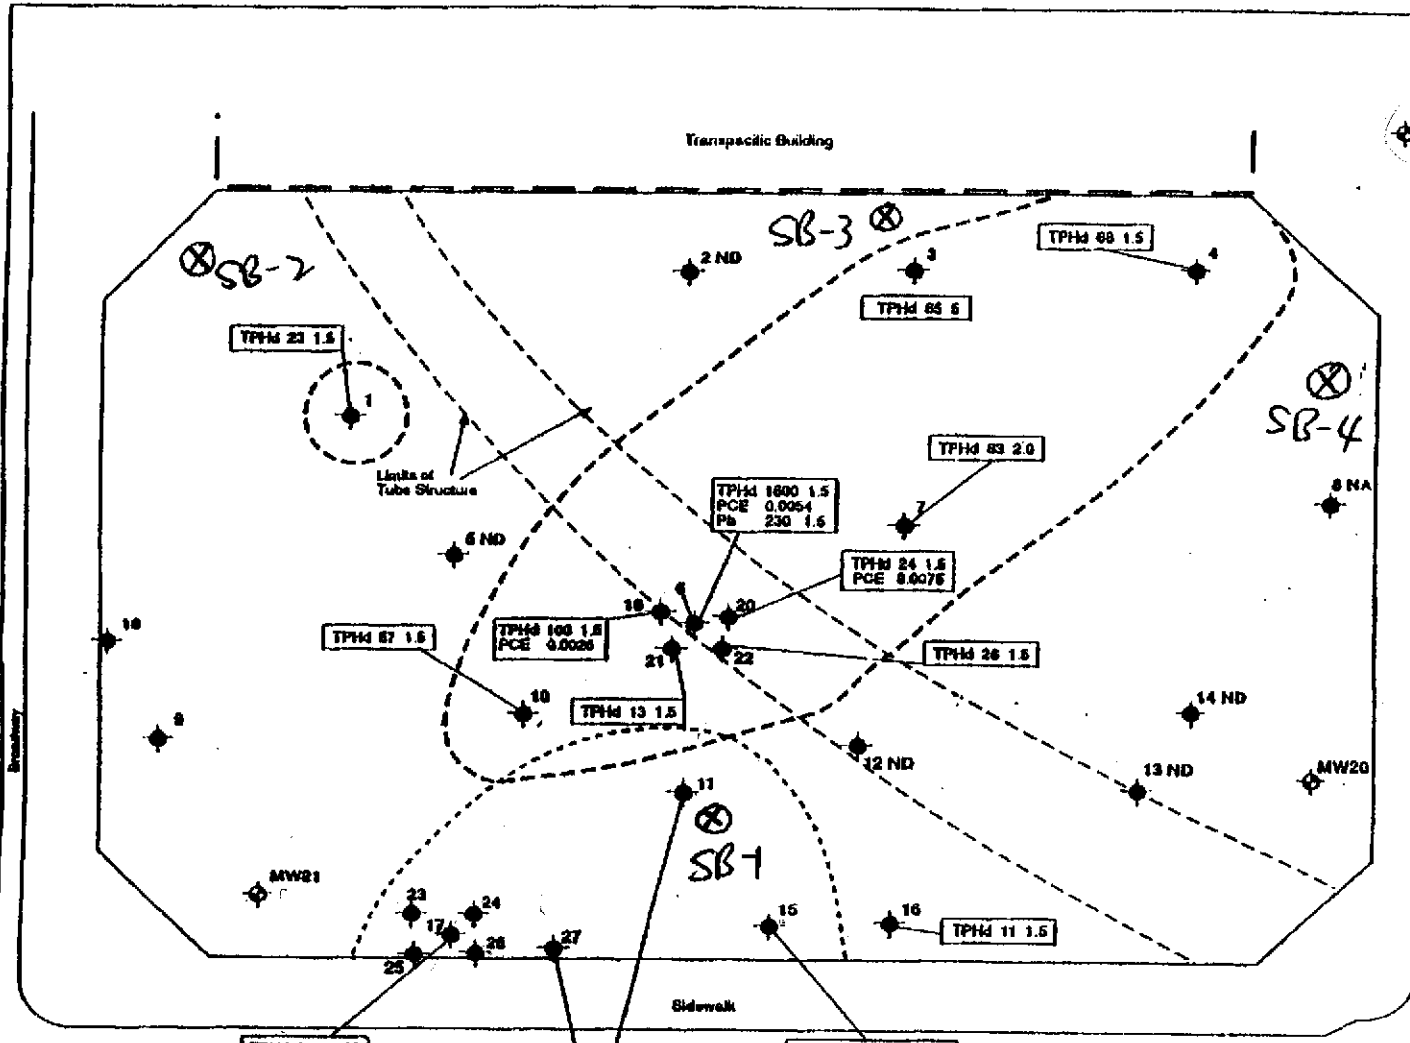 Transpacific Building
SB-3
SB-2
2 ND
3
TPHd 68 1.5
4
TPHd 65 5
TPHd 23 1.5
1
SB-4
Limits of
Tube Structure
TPHd 83 2.0
7
8 NA
TPHd 1600 1.5
PCE 0.0054
Pb 230 1.5
5 ND
TPHd 24 1.5
PCE 0.0075
6
20
18
TPHd 67 1.5
TPHd 100 1.5
PCE 0.0026
21
22
TPHd 26 1.5
10
TPHd 13 1.5
14 ND
9
Broadway
12 ND
13 ND
MW20
11
SB-1
MW21
23
24
17
25
26
27
15
16
TPHd 11 1.5
Sidewalk